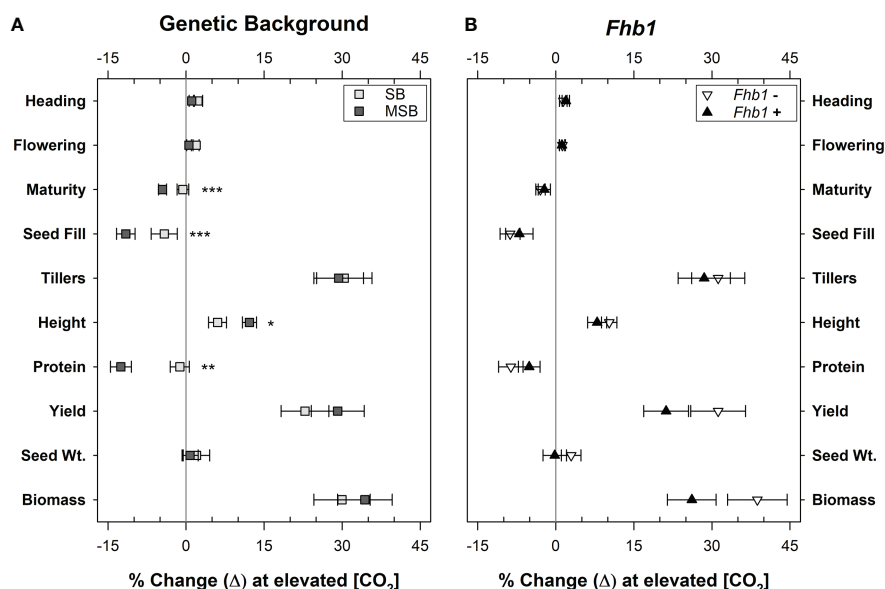 A
Genetic Background
-15 0 15 30 45
Heading
Flowering
Maturity
Seed Fill
Tillers
Height
Protein
Yield
Seed Wt.
Biomass
SB
MSB
***
***
*
**
-15 0 15 30 45
% Change (Δ) at elevated [CO₂]
B
Fhb1
-15 0 15 30 45
Fhb1 -
Fhb1 +
Heading
Flowering
Maturity
Seed Fill
Tillers
Height
Protein
Yield
Seed Wt.
Biomass
-15 0 15 30 45
% Change (Δ) at elevated [CO₂]